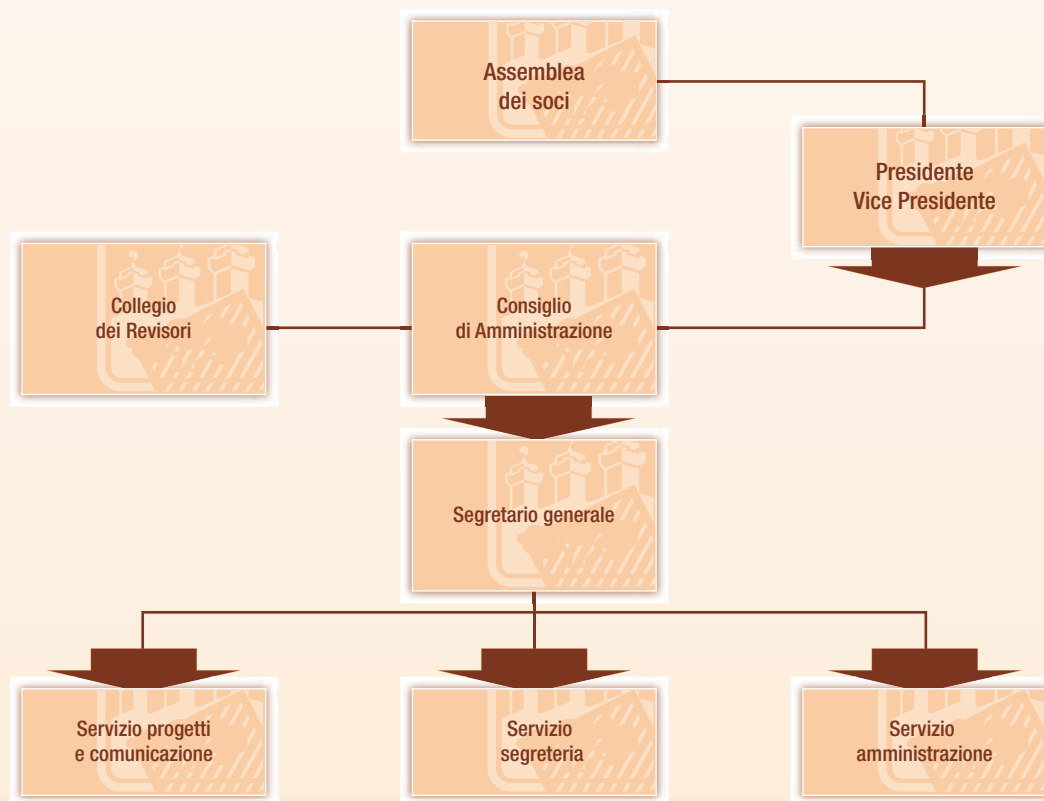 Assemblea
dei soci
Presidente
Vice Presidente
Collegio
dei Revisori
Consiglio
di Amministrazione
Segretario generale
Servizio progetti
e comunicazione
Servizio
segreteria
Servizio
amministrazione